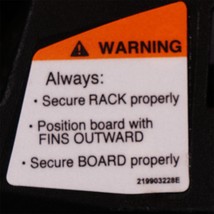 WARNING
Always:
• Secure RACK properly
• Position board with
FINS OUTWARD
• Secure BOARD properly
219903228E